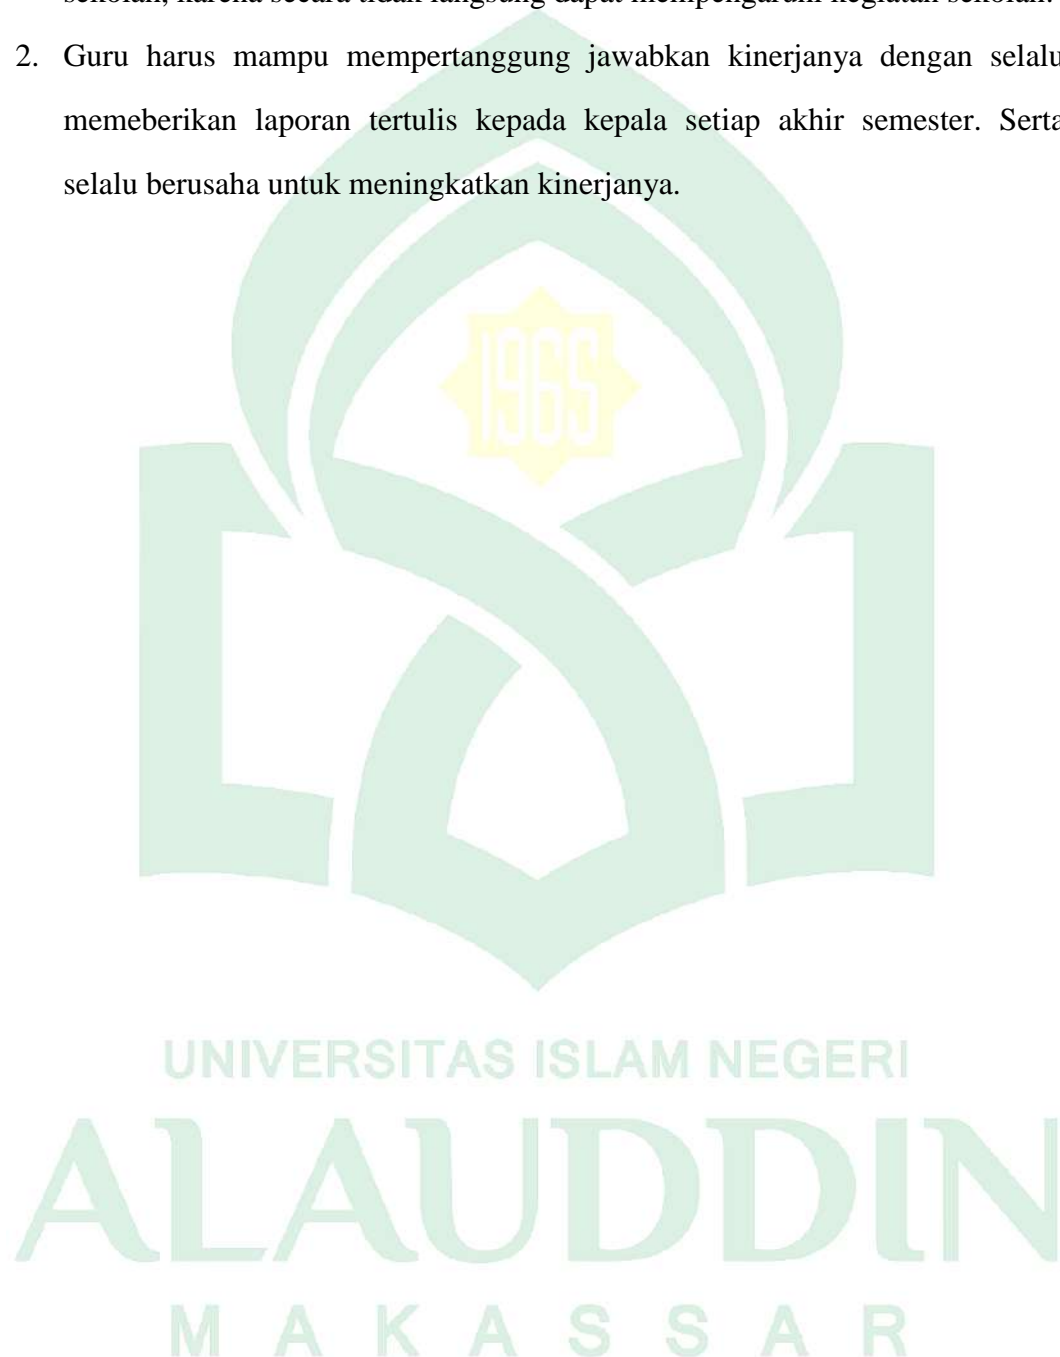 sekolah, karena secara tidak langsung dapat mempengaruhi kegiatan sekolah.
2. Guru harus mampu mempertanggung jawabkan kinerjanya dengan selalu
memeberikan laporan tertulis kepada kepala setiap akhir semester. Serta
selalu berusaha untuk meningkatkan kinerjanya.
1965
UNIVERSITAS ISLAM NEGERI
ALAUDDIN
MAKASSAR